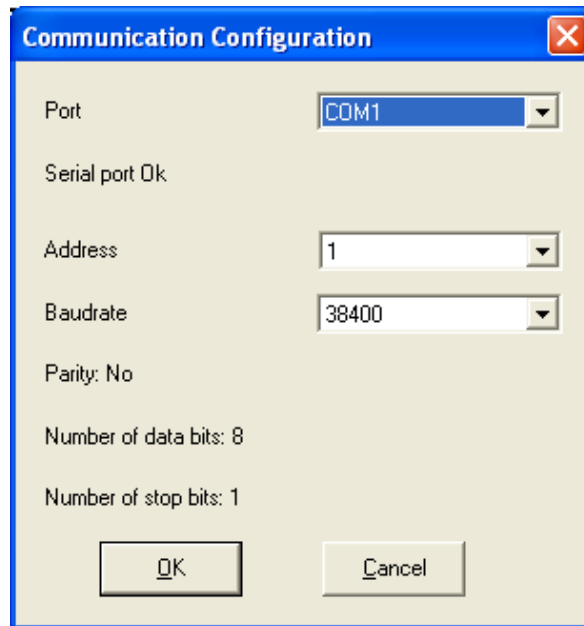 Communication Configuration
Port COM1
Serial port Ok
Address 1
Baudrate 38400
Parity: No
Number of data bits: 8
Number of stop bits: 1
OK Cancel